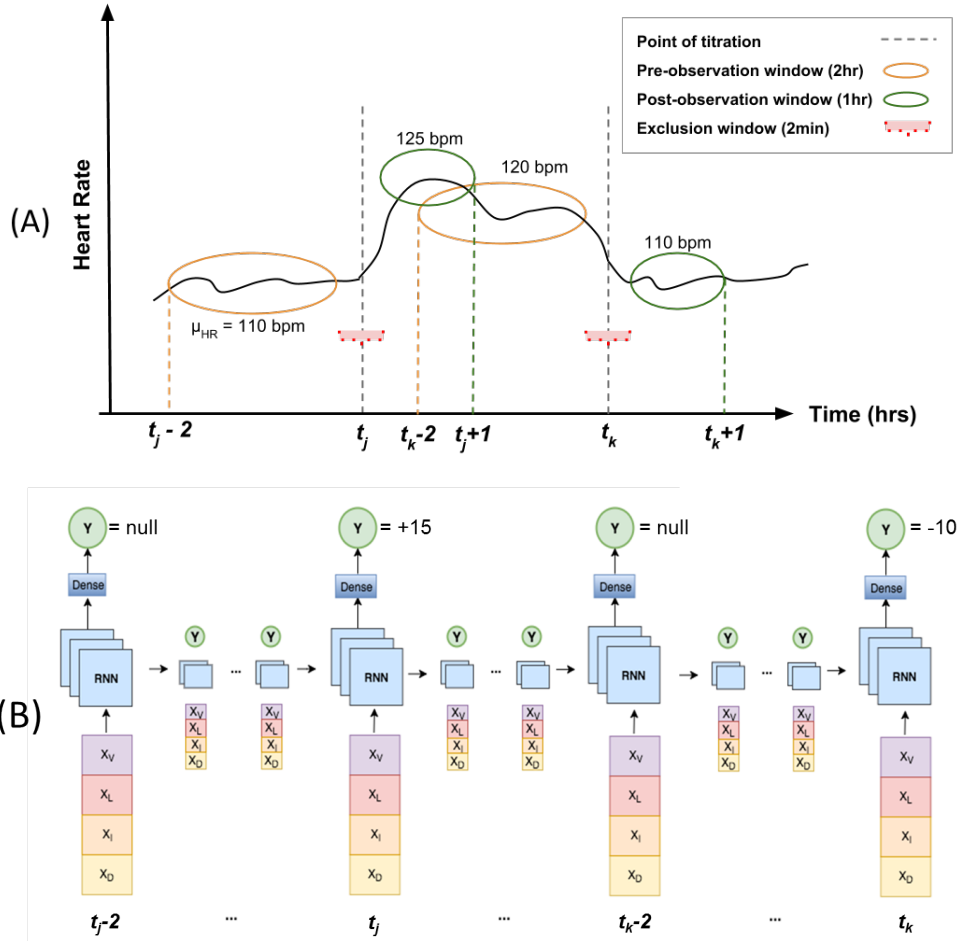 (A)
Heart Rate
Point of titration
Pre-observation window (2hr)
Post-observation window (1hr)
Exclusion window (2min)
125 bpm
120 bpm
110 bpm
μHR = 110 bpm
Time (hrs)
tj - 2
tj
tk-2
tj+1
tk
tk+1
(B)
Y = null
Y = +15
Y = null
Y = -10
Dense
Dense
Dense
Dense
Y
Y
Y
Y
Y
Y
RNN
...
RNN
...
RNN
...
RNN
XV
XV
XV
XV
XV
XV
XV
XV
XV
XV
XL
XL
XL
XL
XL
XL
XL
XL
XL
XL
XI
XI
XI
XI
XI
XI
XI
XI
XI
XI
XD
XD
XD
XD
XD
XD
XD
XD
XD
XD
tj-2
...
tj
...
tk-2
...
tk